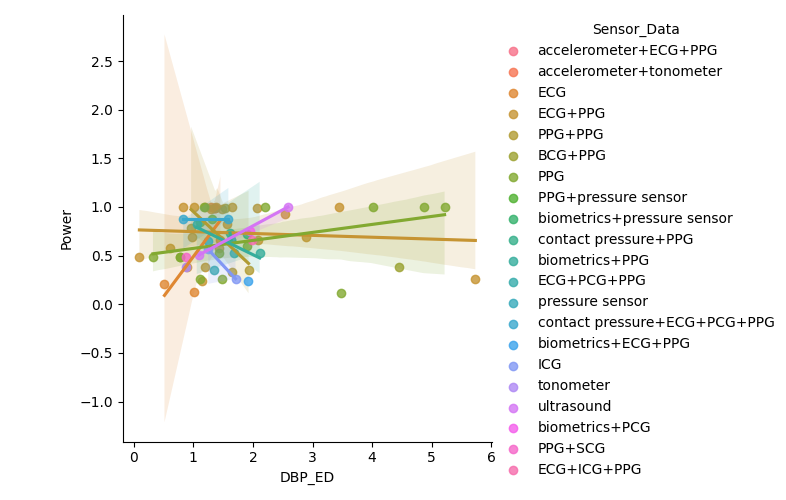 Power
2.5
2.0
1.5
1.0
0.5
0.0
−0.5
−1.0
0
1
2
3
4
5
6
DBP_ED
Sensor_Data
accelerometer+ECG+PPG
accelerometer+tonometer
ECG
ECG+PPG
PPG+PPG
BCG+PPG
PPG
PPG+pressure sensor
biometrics+pressure sensor
contact pressure+PPG
biometrics+PPG
ECG+PCG+PPG
pressure sensor
contact pressure+ECG+PCG+PPG
biometrics+ECG+PPG
ICG
tonometer
ultrasound
biometrics+PCG
PPG+SCG
ECG+ICG+PPG